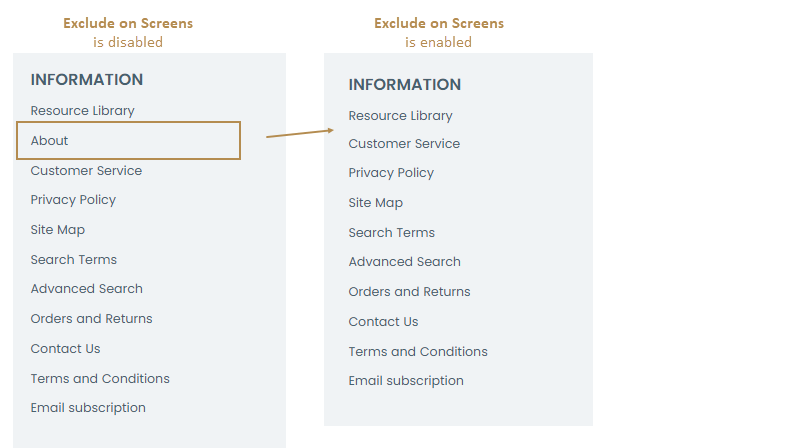 Exclude on Screens
is disabled
INFORMATION
Resource Library
About
Customer Service
Privacy Policy
Site Map
Search Terms
Advanced Search
Orders and Returns
Contact Us
Terms and Conditions
Email subscription
Exclude on Screens
is enabled
INFORMATION
Resource Library
Customer Service
Privacy Policy
Site Map
Search Terms
Advanced Search
Orders and Returns
Contact Us
Terms and Conditions
Email subscription